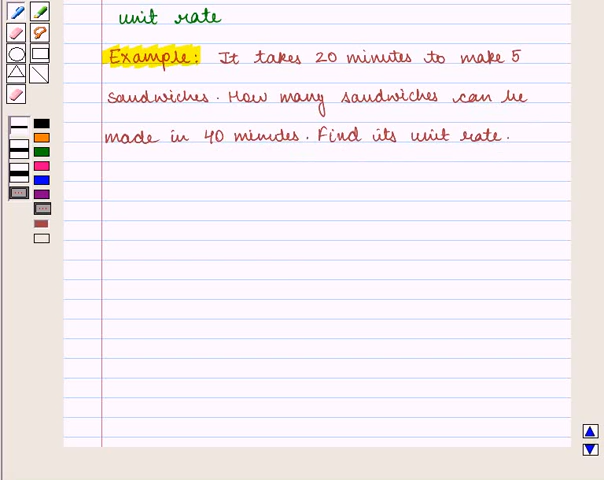 unit rate
Example: It takes 20 minutes to make 5
sandwiches. How many sandwiches can be
made in 40 minutes. Find its unit rate.